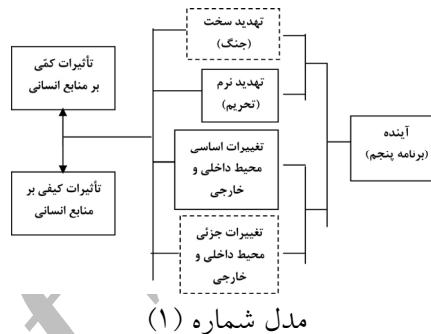 آینده
(برنامه پنجم)
تهدید سخت
(جنگ)
تهدید نرم
(تحریم)
تغییرات اساسی
محیط داخلی و
خارجی
تغییرات جزئی
محیط داخلی و
خارجی
تأثیرات کمّی
بر منابع انسانی
تأثیرات کیفی بر
منابع انسانی
مدل شماره (۱)